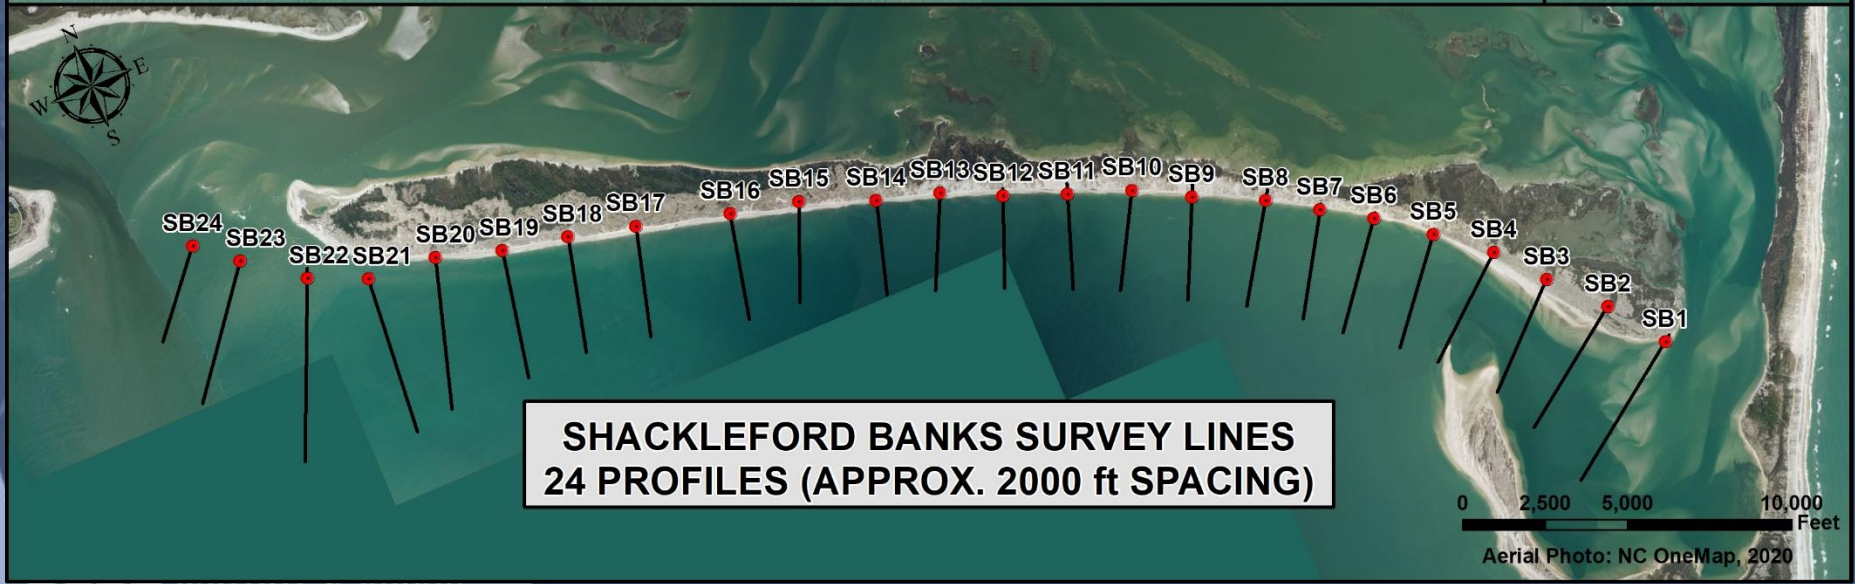 N
E
W
S
SB24
SB23
SB22
SB21
SB20
SB19
SB18
SB17
SB16
SB15
SB14
SB13
SB12
SB11
SB10
SB9
SB8
SB7
SB6
SB5
SB4
SB3
SB2
SB1
SHACKLEFORD BANKS SURVEY LINES
24 PROFILES (APPROX. 2000 ft SPACING)
0 2,500 5,000 10,000
Feet
Aerial Photo: NC OneMap, 2020